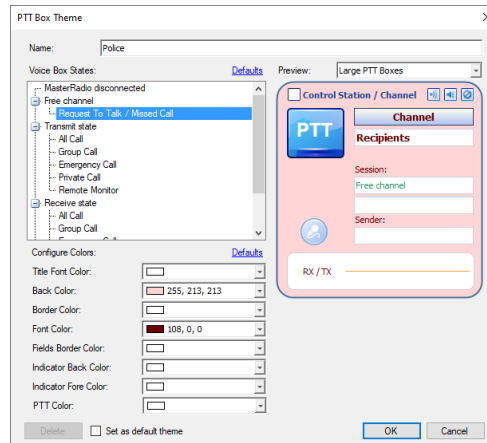 PTT Box Theme
Name: Police
Voice Box States: Defaults
MasterRadio disconnected
Free channel
Request To Talk / Missed Call
Transmit state
All Call
Group Call
Emergency Call
Private Call
Remote Monitor
Receive state
All Call
Group Call
Configure Colors: Defaults
Title Font Color:
Back Color: 255, 213, 213
Border Color:
Font Color: 108, 0, 0
Fields Border Color:
Indicator Back Color:
Indicator Fore Color:
PTT Color:
Delete Set as default theme
Preview: Large PTT Boxes
Control Station / Channel
PTT
Channel
Recipients
Session:
Free channel
Sender:
RX / TX
OK Cancel